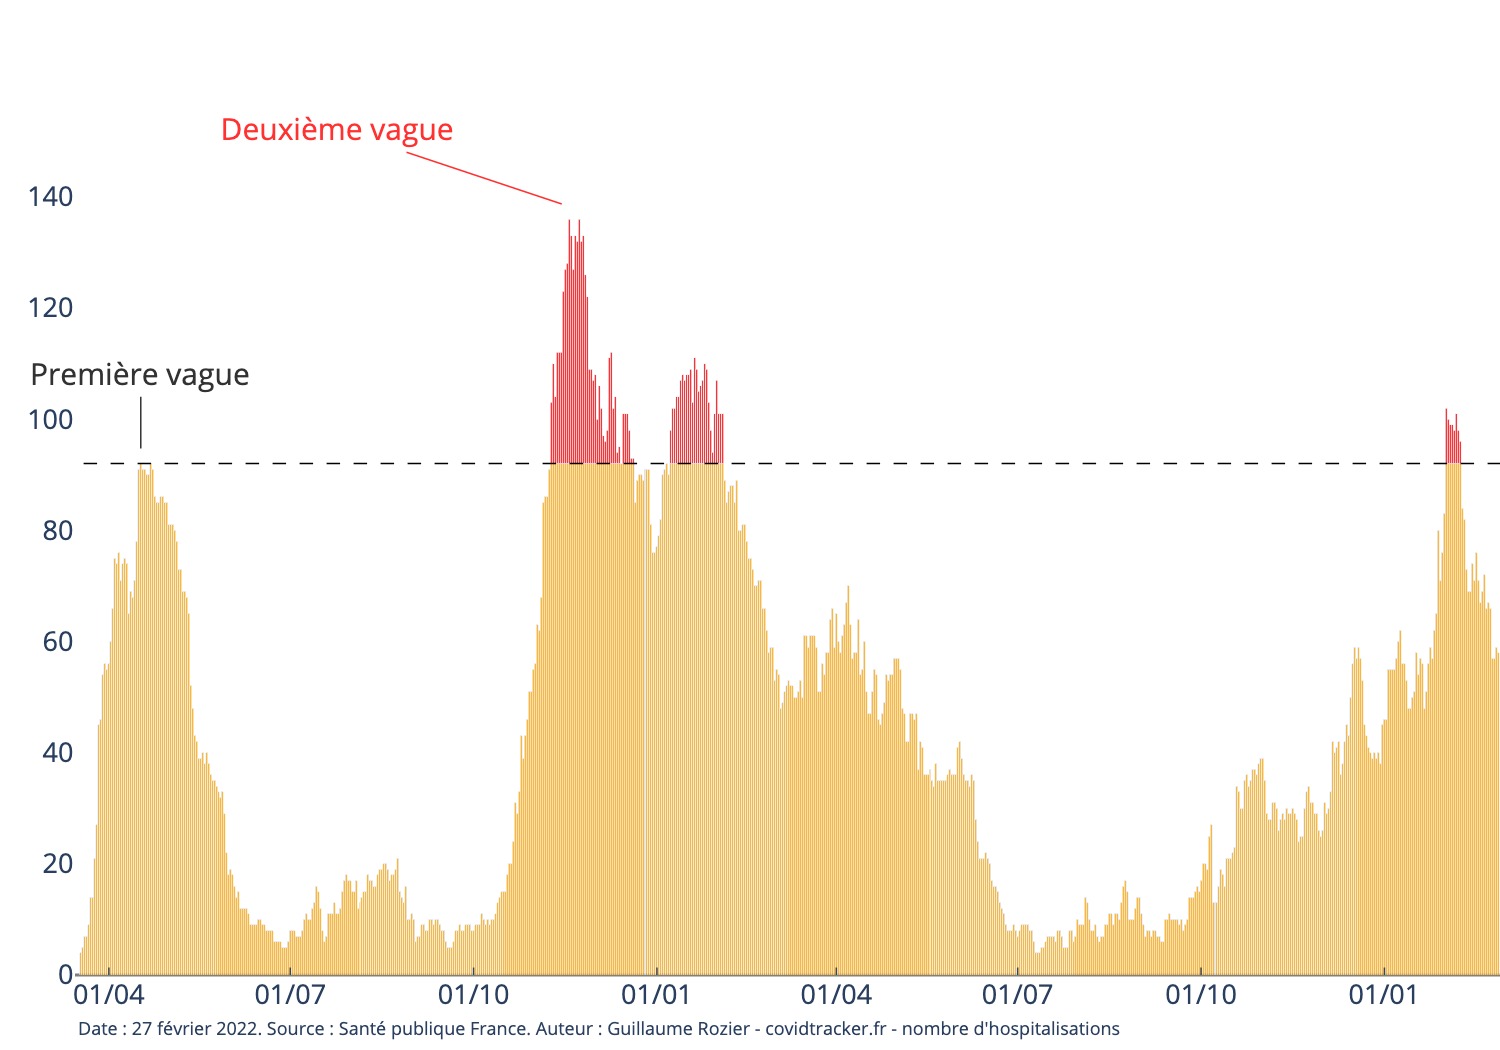 Deuxième vague
140
120
Première vague
100
80
60
40
20
0
01/04 01/07 01/10 01/01 01/04 01/07 01/10 01/01
Date : 27 février 2022. Source : Santé publique France. Auteur : Guillaume Rozier - covidtracker.fr - nombre d'hospitalisations